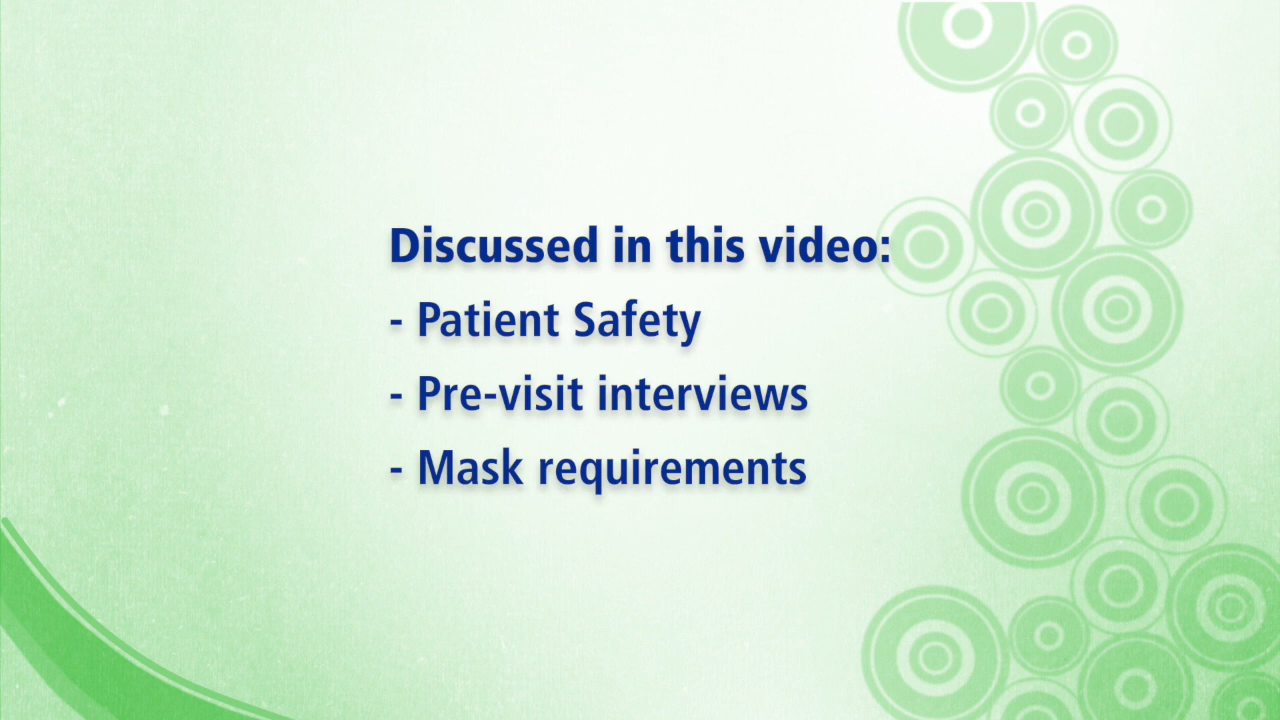 Discussed in this video:
- Patient Safety
- Pre-visit interviews
- Mask requirements